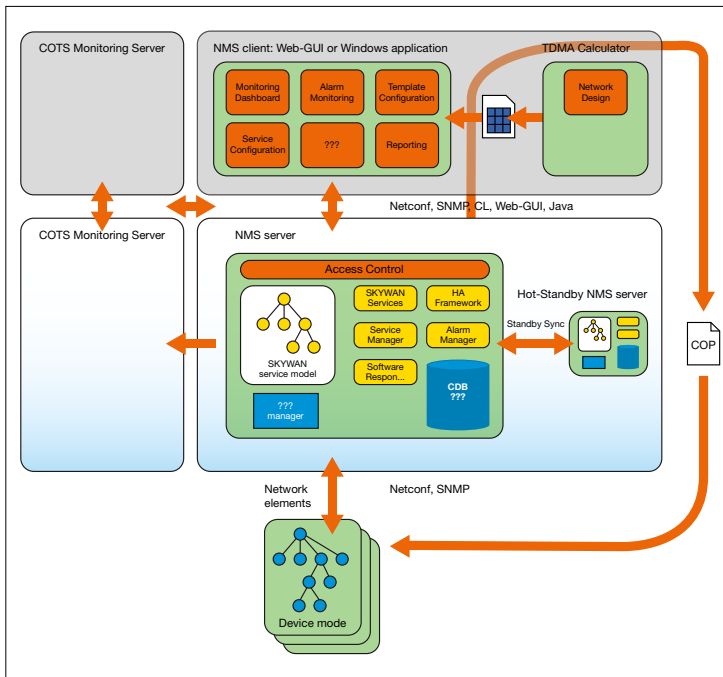 COTS Monitoring Server
NMS client: Web-GUI or Windows application
TDMA Calculator
Monitoring
Dashboard
Alarm
Monitoring
Template
Configuration
Network
Design
Service
Configuration
???
Reporting
Netconf, SNMP, CL, Web-GUI, Java
COTS Monitoring Server
NMS server
Access Control
SKYWAN
Services
HA
Framework
Hot-Standby NMS server
Service
Manager
Alarm
Manager
Standby Sync
COP
SKYWAN
service model
Software
Respon...
CDB
???
???
manager
Network
elements
Netconf, SNMP
Device mode